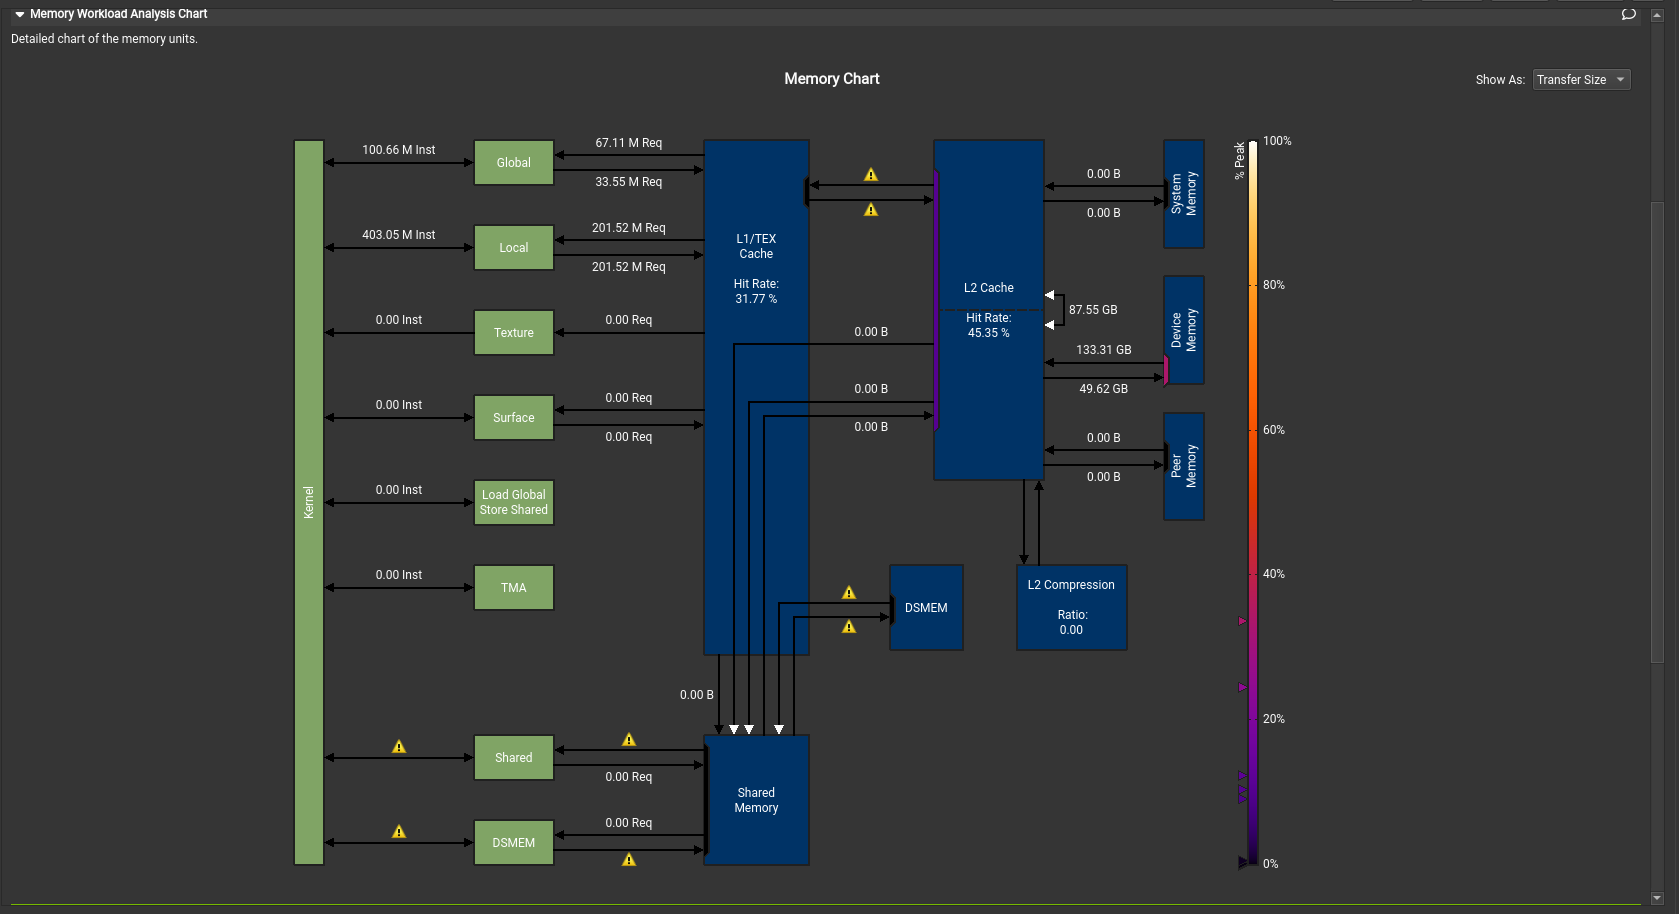 Memory Workload Analysis Chart
Detailed chart of the memory units.
Memory Chart
Show As:
Transfer Size
Kernel
100.66 M Inst
Global
67.11 M Req
33.55 M Req
403.05 M Inst
Local
201.52 M Req
201.52 M Req
0.00 Inst
Texture
0.00 Req
0.00 Inst
Surface
0.00 Req
0.00 Req
0.00 Inst
Load Global
Store Shared
0.00 Inst
TMA
Shared
0.00 Req
DSMEM
0.00 Req
L1/TEX
Cache
Hit Rate:
31.77 %
0.00 B
0.00 B
0.00 B
0.00 B
Shared
Memory
DSMEM
L2 Cache
Hit Rate:
45.35 %
87.55 GB
0.00 B
0.00 B
System
Memory
133.31 GB
49.62 GB
Device
Memory
0.00 B
0.00 B
Peer
Memory
L2 Compression
Ratio:
0.00
% Peak
100%
80%
60%
40%
20%
0%